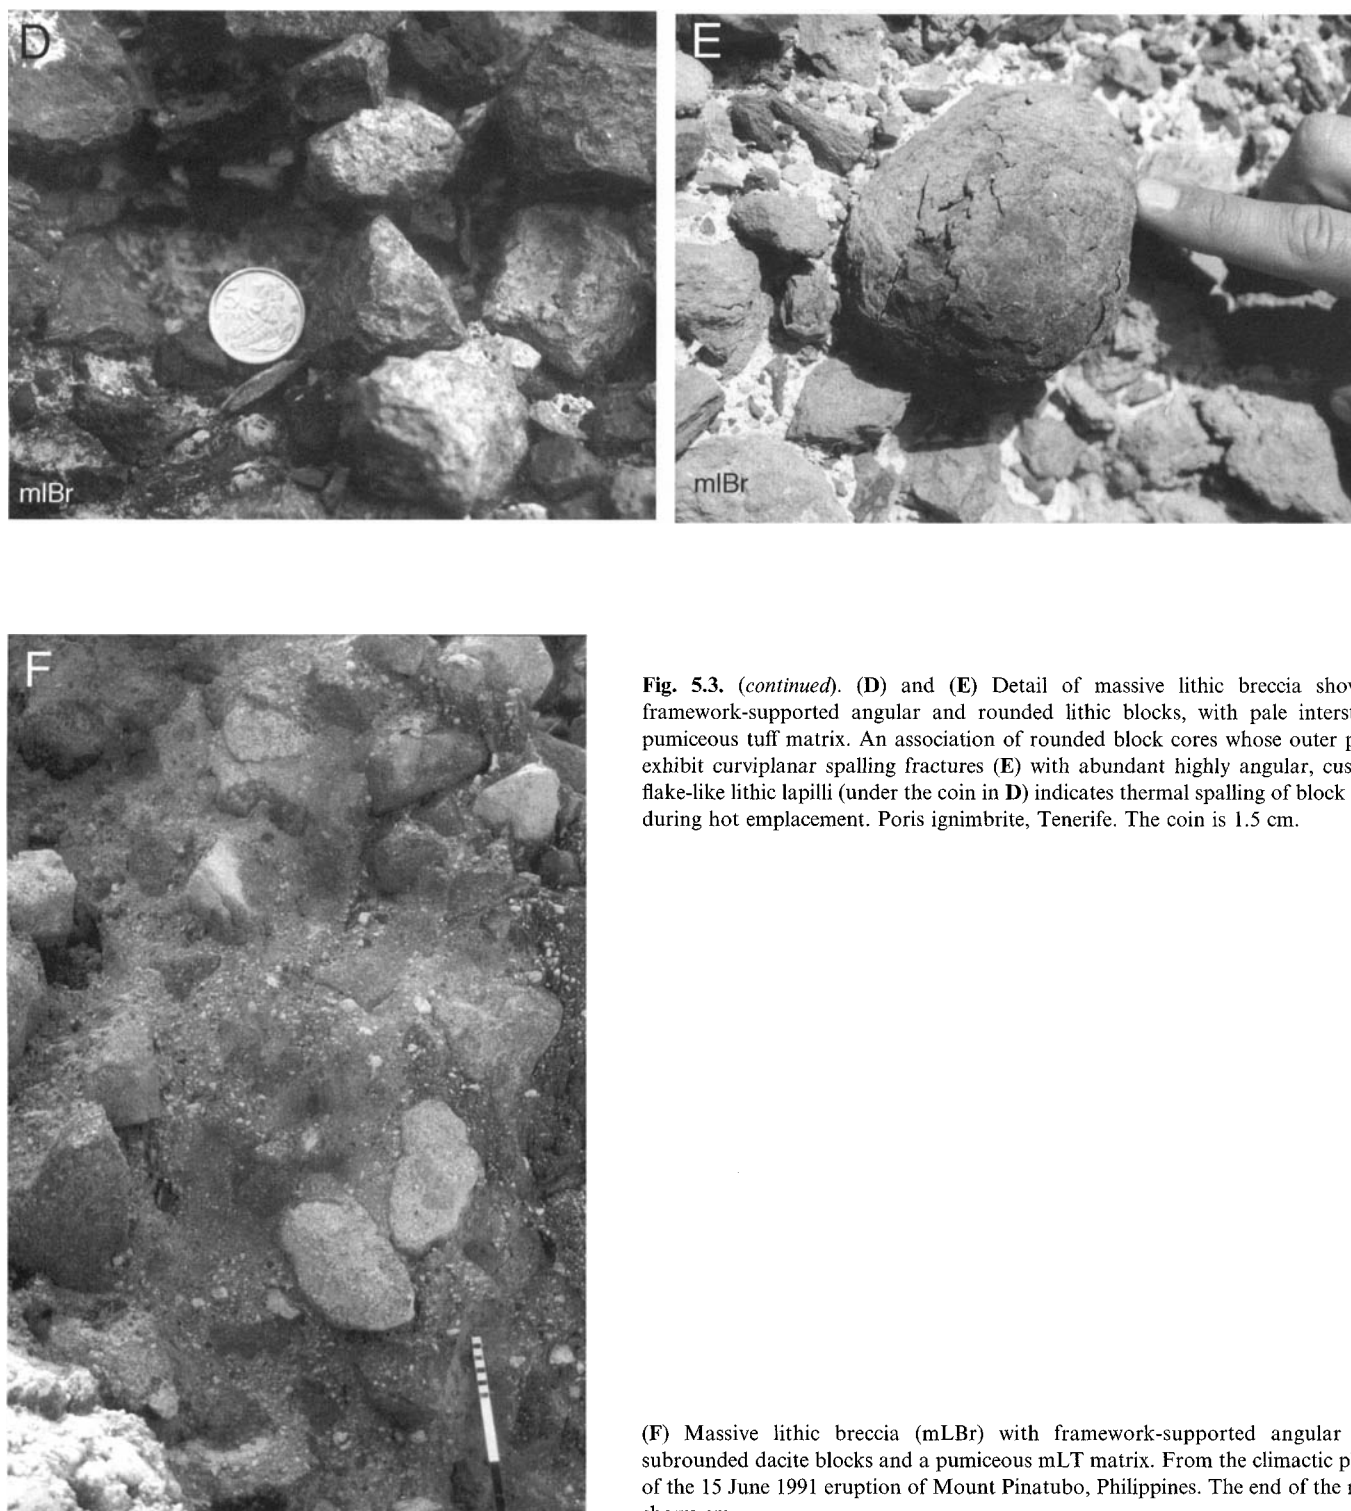 D
E
mlBr
mlBr
F
Fig. 5.3. (continued). (D) and (E) Detail of massive lithic breccia
framework-supported angular and rounded lithic blocks, with pale
pumiceous tuff matrix. An association of rounded block cores whose outer
exhibit curviplanar spalling fractures (E) with abundant highly angular,
flake-like lithic lapilli (under the coin in D) indicates thermal spalling of block
during hot emplacement. Poris ignimbrite, Tenerife. The coin is 1.5 cm.
(F) Massive lithic breccia (mLBr) with framework-supported angular
subrounded dacite blocks and a pumiceous mLT matrix. From the climactic
of the 15 June 1991 eruption of Mount Pinatubo, Philippines. The end of the